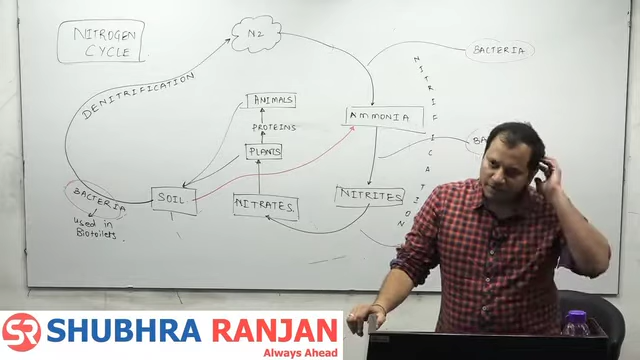 NITROGEN
CYCLE
N2
BACTERIA
DENITRIFICATION
NITRIFICATION
ANIMALS
AMMONIA
PROTEINS
PLANTS
BACTERIA
SOIL
NITRATES
NITRITES
used in
Biotoilets
SR SHUBHRA RANJAN
Always Ahead